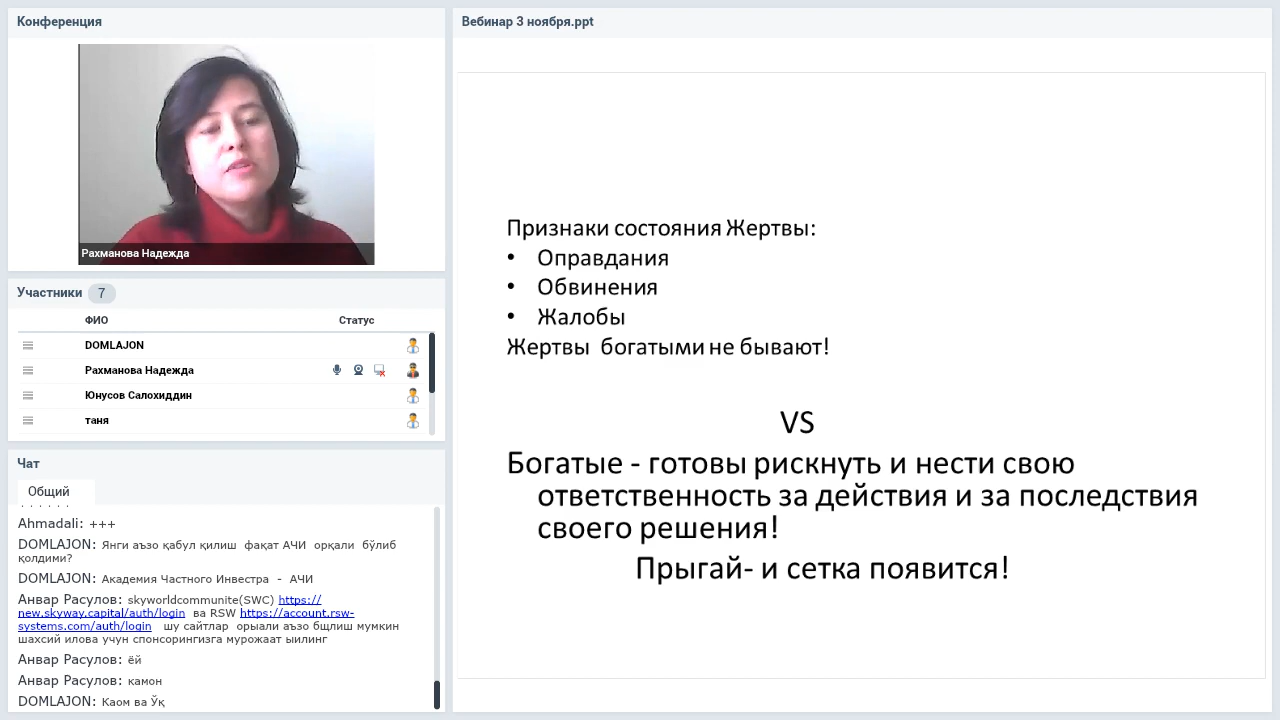 Конференция
Рахманова Надежда
Участники 7
ФИО Статус
DOMLAJON
Рахманова Надежда
Юнусов Салохиддин
таня
Чат
Общий
Ahmadali: +++
DOMLAJON: Янги аъзо қабул қилиш фақат АЧИ орқали бўлиб
қолдими?
DOMLAJON: Академия Частного Инвестра - АЧИ
Анвар Расулов: skyworldcommunite(SWC) https://
new.skyway.capital/auth/login ва RSW https://account.rsw-
systems.com/auth/login шу сайтлар орыали аъзо бщлиш мумкин
шахсий илова учун спонсорингизга мурожаат ыилинг
Анвар Расулов: ёй
Анвар Расулов: камон
DOMLAJON: Каом ва Ўқ
Вебинар 3 ноября.ppt
Признаки состояния Жертвы:
• Оправдания
• Обвинения
• Жалобы
Жертвы богатыми не бывают!
VS
Богатые - готовы рискнуть и нести свою
ответственность за действия и за последствия
своего решения!
Прыгай- и сетка появится!